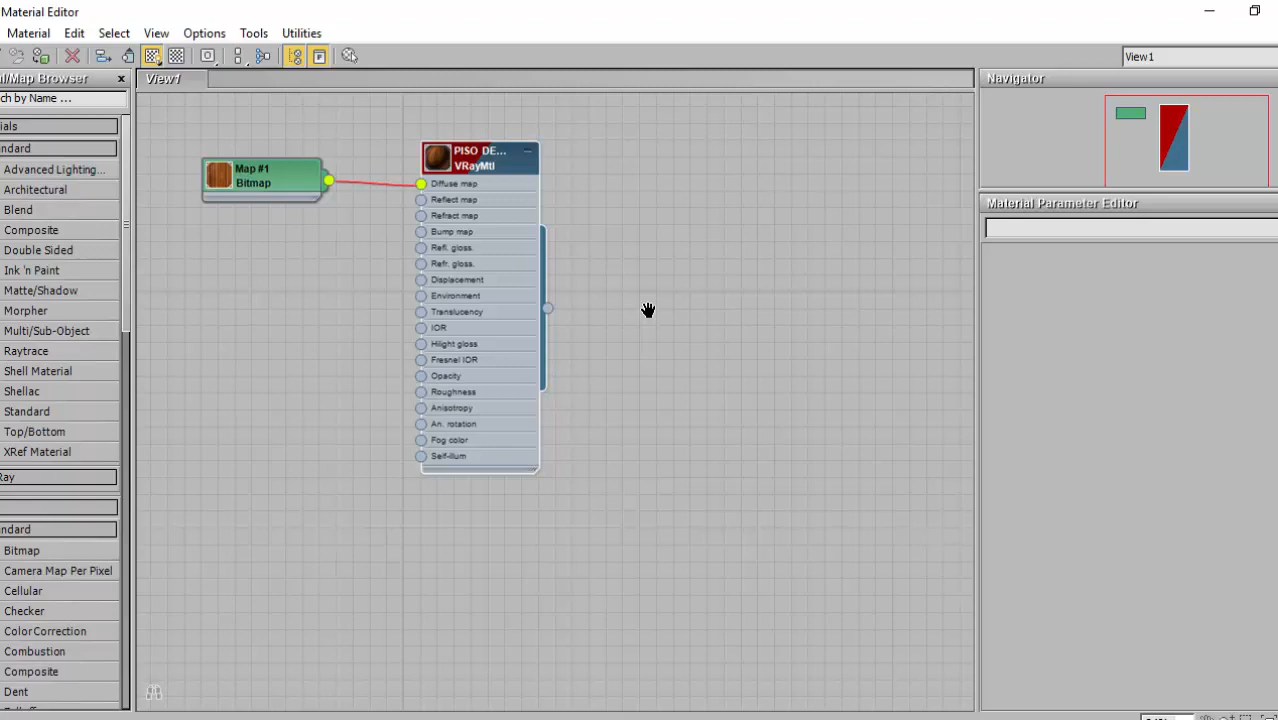 Material Editor
Material Edit Select View Options Tools Utilities
View1
l/Map Browser x
View1
Navigator
ch by Name ...
ials
ndard
Advanced Lighting...
Architectural
Blend
Composite
Double Sided
Ink 'n Paint
Matte/Shadow
Morpher
Multi/Sub-Object
Raytrace
Shell Material
Shellac
Standard
Top/Bottom
XRef Material
Ray
ndard
Bitmap
Camera Map Per Pixel
Cellular
Checker
Color Correction
Combustion
Composite
Dent
Map #1
Bitmap
PISO DE...
VRayMtl
Diffuse map
Reflect map
Refract map
Bump map
Refl. gloss.
Refr. gloss.
Displacement
Environment
Translucency
IOR
Hilight gloss
Fresnel IOR
Opacity
Roughness
Anisotropy
An. rotation
Fog color
Self-illum
Material Parameter Editor